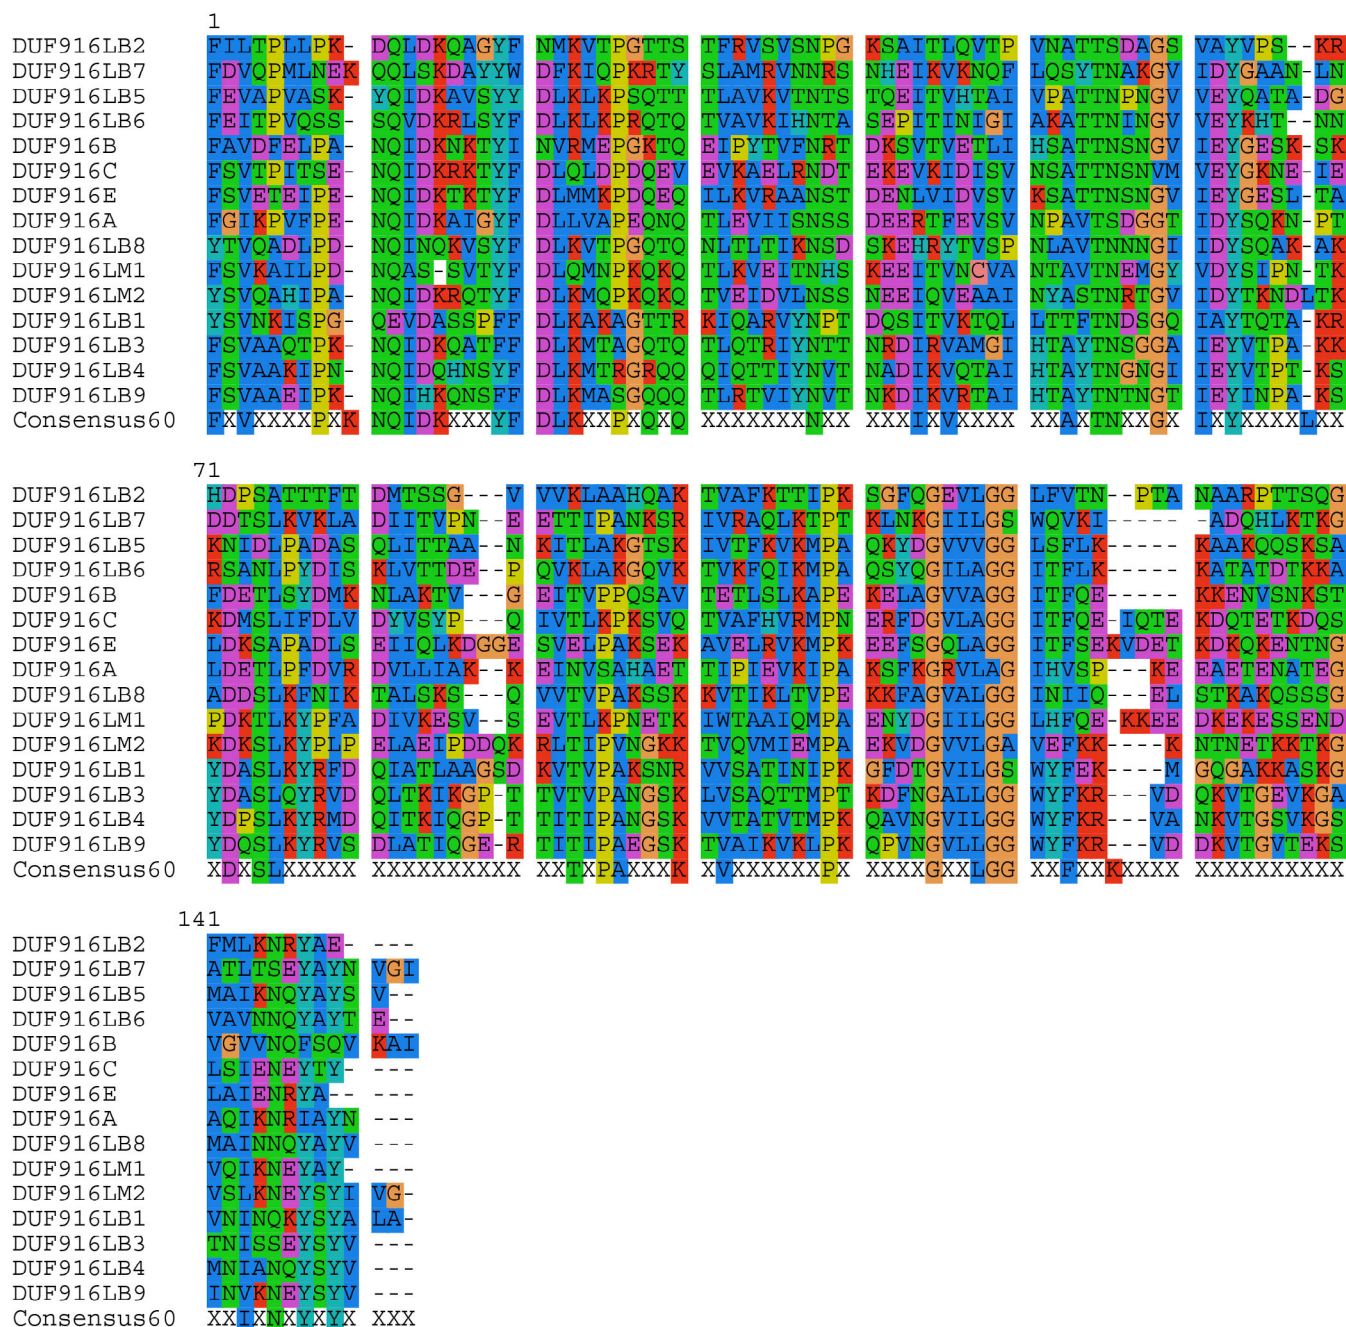 1
DUF916LB2 FILTPLLPK- DQLDKQAGYF NMKVTPGTTS TFRVSVSNPG KSAITLQVTP VNATTSDAGS VAYVPS--KR
DUF916LB7 FDVQPMLNEK QQLSKDAYYW DFKIQPKRTY SLAMRVNNRS NHEIKVKNQF LQSYTNAKGV IDYGAAN-LN
DUF916LB5 FEVAPVASK- YQIDKAVSYY DLKLKPSQTT TLAVKVTNTS TQEITVHTAI VPATTNPNGV VEYQATA-DG
DUF916LB6 FEITPVQSS- SQVDKRLSYF DLKLKPRQTQ TVAVKIHNTA SEPITINIGI AKATTNINGV VEYKHT--NN
DUF916B FAVDFELPA- NQIDKNKTYI NVRMEPGKTQ EIPYTVFNRT DKSVTVETLI HSATTNSNGV IEYGESK-SK
DUF916C FSVTPITSE- NQIDKRKTYF DLQLDPDQEV EVKAELRNDT EKEVKIDISV NSATTNSNVM VEYGKNE-IE
DUF916E FSVETEIPE- NQIDKTKTYF DLMMKPDQEQ ILKVRAANST DENLVIDVSV KSATTNSNGV IEYGESL-TA
DUF916A FGIKPVFPE- NQIDKAIGYF DLLVAPEQNQ TLEVIISNSS DEERTFEVSV NPAVTSDGGT IDYSQKN-PT
DUF916LB8 YTVQADLPD- NQINQKVSYF DLKVTPGQTQ NLTLTIKNSD SKEHRYTVSP NLAVTNNNGI IDYSQAK-AK
DUF916LM1 FSVKAILPD- NQAS-SVTYF DLQMNPKQKQ TLKVEITNHS KEEITVNCVA NTAVTNEMGY VDYSIPN-TK
DUF916LM2 YSVQAHIPA- NQIDKRQTYF DLKMQPKQKQ TVEIDVLNSS NEEIQVEAAI NYASTNRTGV IDYTKNDLTK
DUF916LB1 YSVNKISPG- QEVDASSPFF DLKAKAGTTR KIQARVYNPT DQSITVKTQL LTTFTNDSGQ IAYTQTA-KR
DUF916LB3 FSVAAQTPK- NQIDKQATFF DLKMTAGQTQ TLQTRIYNTT NRDIRVAMGI HTAYTNSGGA IEYVTPA-KK
DUF916LB4 FSVAAKIPN- NQIDQHNSYF DLKMTRGRQQ QIQTTIYNVT NADIKVQTAI HTAYTNGNGI IEYVTPT-KS
DUF916LB9 FSVAAEIPK- NQIHKQNSFF DLKMASGQQQ TLRTVIYNVT NKDIKVRTAI HTAYTNTNGT IEYINPA-KS
Consensus60 FXVXXXXPXK NQIDKXXXYF DLKXXPXQXQ XXXXXXXNXX XXXIXVXXXX XXAXTNXXGX IXYXXXXLXX
71
DUF916LB2 HDPSATTTFT DMTSSG---V VVKLAAHQAK TVAFKTTIPK SGFQGEVLGG LFVTN--PTA NAARPTTSQG
DUF916LB7 DDTSLKVKLA DIITVPN--E ETTIPANKSR IVRAQLKTPT KLNKGIILGS WQVKI----- -ADQHLKTKG
DUF916LB5 KNIDLPADAS QLITTAA--N KITLAKGTSK IVTFKVKMPA QKYDGVVVGG LSFLK----- KAAKQQSKSA
DUF916LB6 RSANLPYDIS KLVTTDE--P QVKLAKGQVK TVKFQIKMPA QSYQGILAGG ITFLK----- KATATDTKKA
DUF916B FDETLSYDMK NLAKTV---G EITVPPQSAV TETLSLKAPE KELAGVVAGG ITFQE----- KKENVSNKST
DUF916C KDMSLIFDLV DYVSYP---Q IVTLKPKSVQ TVAFHVRMPN ERFDGVLAGG ITFQE-IQTE KDQTETKDQS
DUF916E LDKSAPADLS EIIQLKDGGE SVELPAKSEK AVELRVKMPK EEFSGQLAGG ITFSEKVDET KDKQKENTNG
DUF916A LDETLPFDVR DVLLIAK--K EINVSAHAET TIPIEVKIPA KSFKGRVLAG IHVSP---KE EAETENATEG
DUF916LB8 ADDSLKFNIK TALSKS---Q VVTVPAKSSK KVTIKLTVPE KKFAGVALGG INIIQ---EL STKAKQSSSG
DUF916LM1 PDKTLKYPFA DIVKESV--S EVTLKPNETK IWTAAIQMPA ENYDGIILGG LHFQE-KKEE DKEKESSEND
DUF916LM2 KDKSLKYPLP ELAEIPDDQK RLTIPVNGKK TVQVMIEMPA EKVDGVVLGA VEFKK----K NTNETKKTKG
DUF916LB1 YDASLKYRFD QIATLAAGSD KVTVPAKSNR VVSATINIPK GFDTGVILGS WYFEK----M GQGAKKASKG
DUF916LB3 YDASLQYRVD QLTKIKGP-T TVTVPANGSK LVSAQTTMPT KDFNGALLGG WYFKR---VD QKVTGEVKGA
DUF916LB4 YDPSLKYRMD QITKIQGP-T TITIPANGSK VVTATVTMPK QAVNGVLLGG WYFKR---VA NKVTGSVKGS
DUF916LB9 YDQSLKYRVS DLATIQGE-R TITIPAEGSK TVAIKVKLPK QPVNGVLLGG WYFKR---VD DKVTGVTEKS
Consensus60 XDXSLXXXXX XXXXXXXXXX XXTXPAXXXK XVXXXXXXPX XXXXGXXLGG XXFXXKXXXX XXXXXXXXXX
141
DUF916LB2 FMLKNRYAE- ---
DUF916LB7 ATLTSEYAYN VGI
DUF916LB5 MAIKNQYAYS V--
DUF916LB6 VAVNNQYAYT E--
DUF916B VGVVNQFSQV KAI
DUF916C LSIENEYTY- ---
DUF916E LAIENRYA-- ---
DUF916A AQIKNRIAYN ---
DUF916LB8 MAINNQYAYV ---
DUF916LM1 VQIKNEYAY- ---
DUF916LM2 VSLKNEYSYI VG-
DUF916LB1 VNINQKYSYA LA-
DUF916LB3 TNISSEYSYV ---
DUF916LB4 MNIANQYSYV ---
DUF916LB9 INVKNEYSYV ---
Consensus60 XXIXNXYXYX XXX